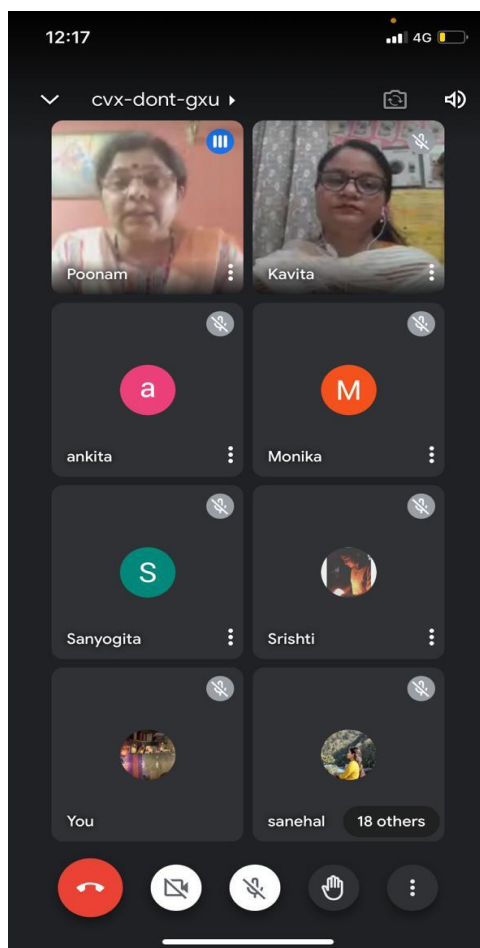 12:17
4G
cvx-dont-gxu
Poonam
Kavita
a
ankita
M
Monika
S
Sanyogita
Srishti
You
sanehal
18 others